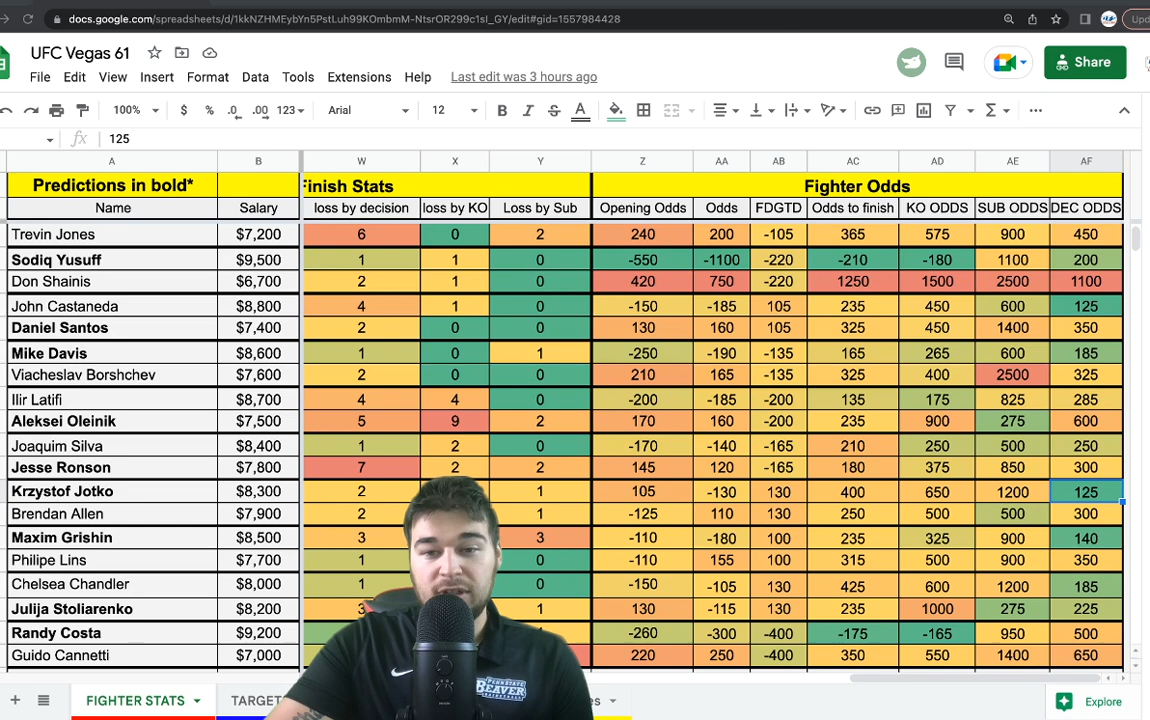 docs.google.com/spreadsheets/d/1kkNZHMEybYn5PstLuh99KOmbmM-NtsrOR299c1sI_GY/edit#gid=1557984428
UFC Vegas 61
File Edit View Insert Format Data Tools Extensions Help Last edit was 3 hours ago
Share
100% $ % .0 .00 123 Arial 12 B I S A
fx 125
A B W X Y Z AA AB AC AD AE AF
Predictions in bold* Finish Stats Fighter Odds
Name Salary loss by decision loss by KO Loss by Sub Opening Odds Odds FDGTD Odds to finish KO ODDS SUB ODDS DEC ODDS
Trevin Jones $7,200 6 0 2 240 200 -105 365 575 900 450
Sodiq Yusuff $9,500 1 1 0 -550 -1100 -220 -210 -180 1100 200
Don Shainis $6,700 2 1 0 420 750 -220 1250 1500 2500 1100
John Castaneda $8,800 4 1 0 -150 -185 105 235 450 600 125
Daniel Santos $7,400 2 0 0 130 160 105 325 450 1400 350
Mike Davis $8,600 1 0 1 -250 -190 -135 165 265 600 185
Viacheslav Borshchev $7,600 2 0 0 210 165 -135 325 400 2500 325
Ilir Latifi $8,700 4 4 0 -200 -185 -200 135 175 825 285
Aleksei Oleinik $7,500 5 9 2 170 160 -200 235 900 275 600
Joaquim Silva $8,400 1 2 0 -170 -140 -165 210 250 500 250
Jesse Ronson $7,800 7 2 2 145 120 -165 180 375 850 300
Krzystof Jotko $8,300 2 1 105 -130 130 400 650 1200 125
Brendan Allen $7,900 2 1 -125 110 130 250 500 500 300
Maxim Grishin $8,500 3 3 -110 -180 100 235 325 900 140
Philipe Lins $7,700 1 0 -110 155 100 315 500 900 350
Chelsea Chandler $8,000 1 0 -150 -105 130 425 600 1200 185
Julija Stoliarenko $8,200 3 1 130 -115 130 235 1000 275 225
Randy Costa $9,200 -260 -300 -400 -175 -165 950 500
Guido Cannetti $7,000 220 250 -400 350 550 1400 650
FIGHTER STATS TARGET
Explore
PENN STATE
BEAVER
BASKETBALL